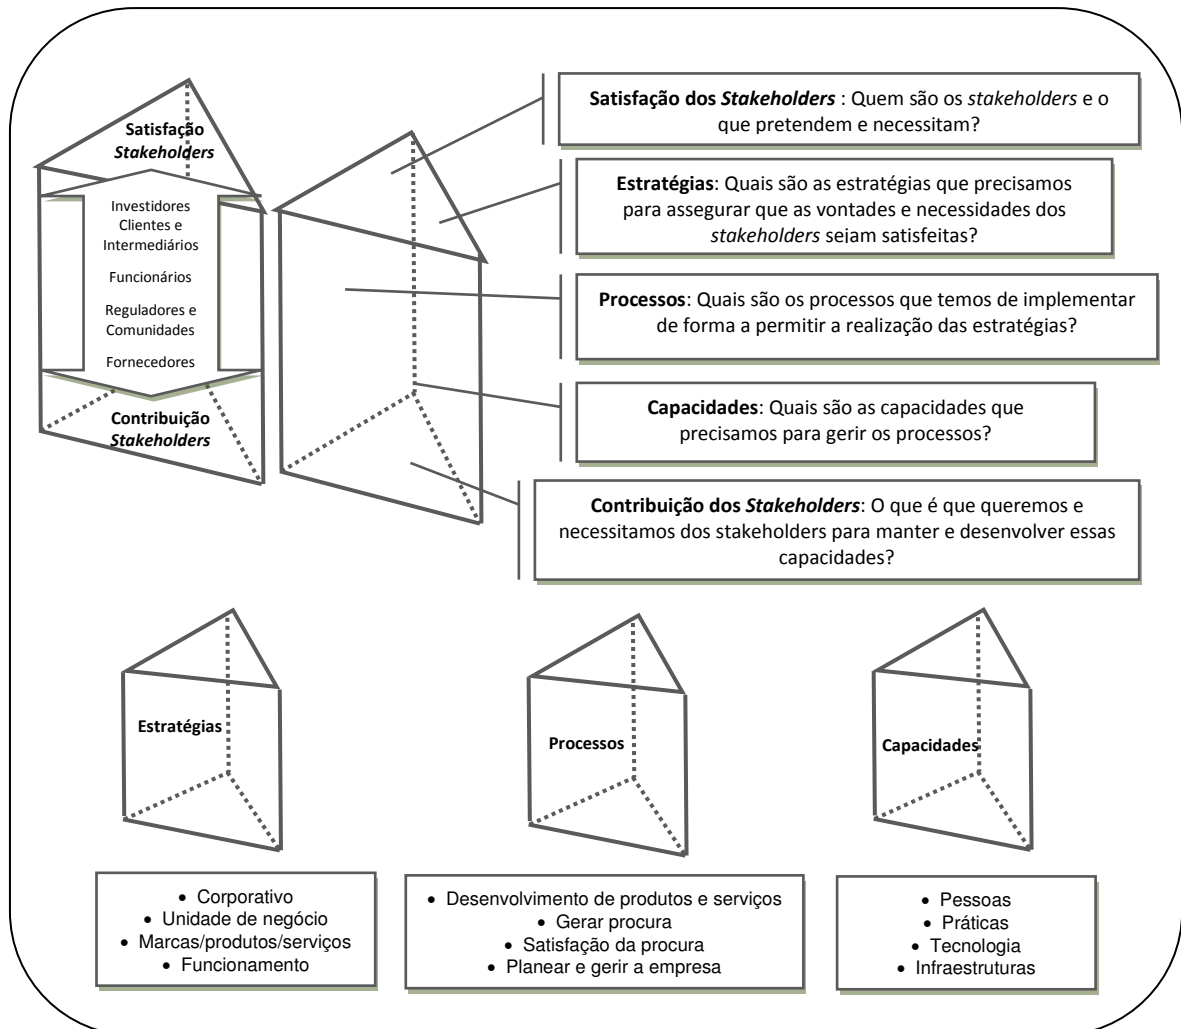 Satisfação
Stakeholders
Investidores
Clientes e
Intermediários
Funcionários
Reguladores e
Comunidades
Fornecedores
Contribuição
Stakeholders
Satisfação dos Stakeholders : Quem são os stakeholders e o
que pretendem e necessitam?
Estratégias: Quais são as estratégias que precisamos
para assegurar que as vontades e necessidades dos
stakeholders sejam satisfeitas?
Processos: Quais são os processos que temos de implementar
de forma a permitir a realização das estratégias?
Capacidades: Quais são as capacidades que
precisamos para gerir os processos?
Contribuição dos Stakeholders: O que é que queremos e
necessitamos dos stakeholders para manter e desenvolver essas
capacidades?
Estratégias
• Corporativo
• Unidade de negócio
• Marcas/produtos/serviços
• Funcionamento
Processos
• Desenvolvimento de produtos e serviços
• Gerar procura
• Satisfação da procura
• Planear e gerir a empresa
Capacidades
• Pessoas
• Práticas
• Tecnologia
• Infraestruturas